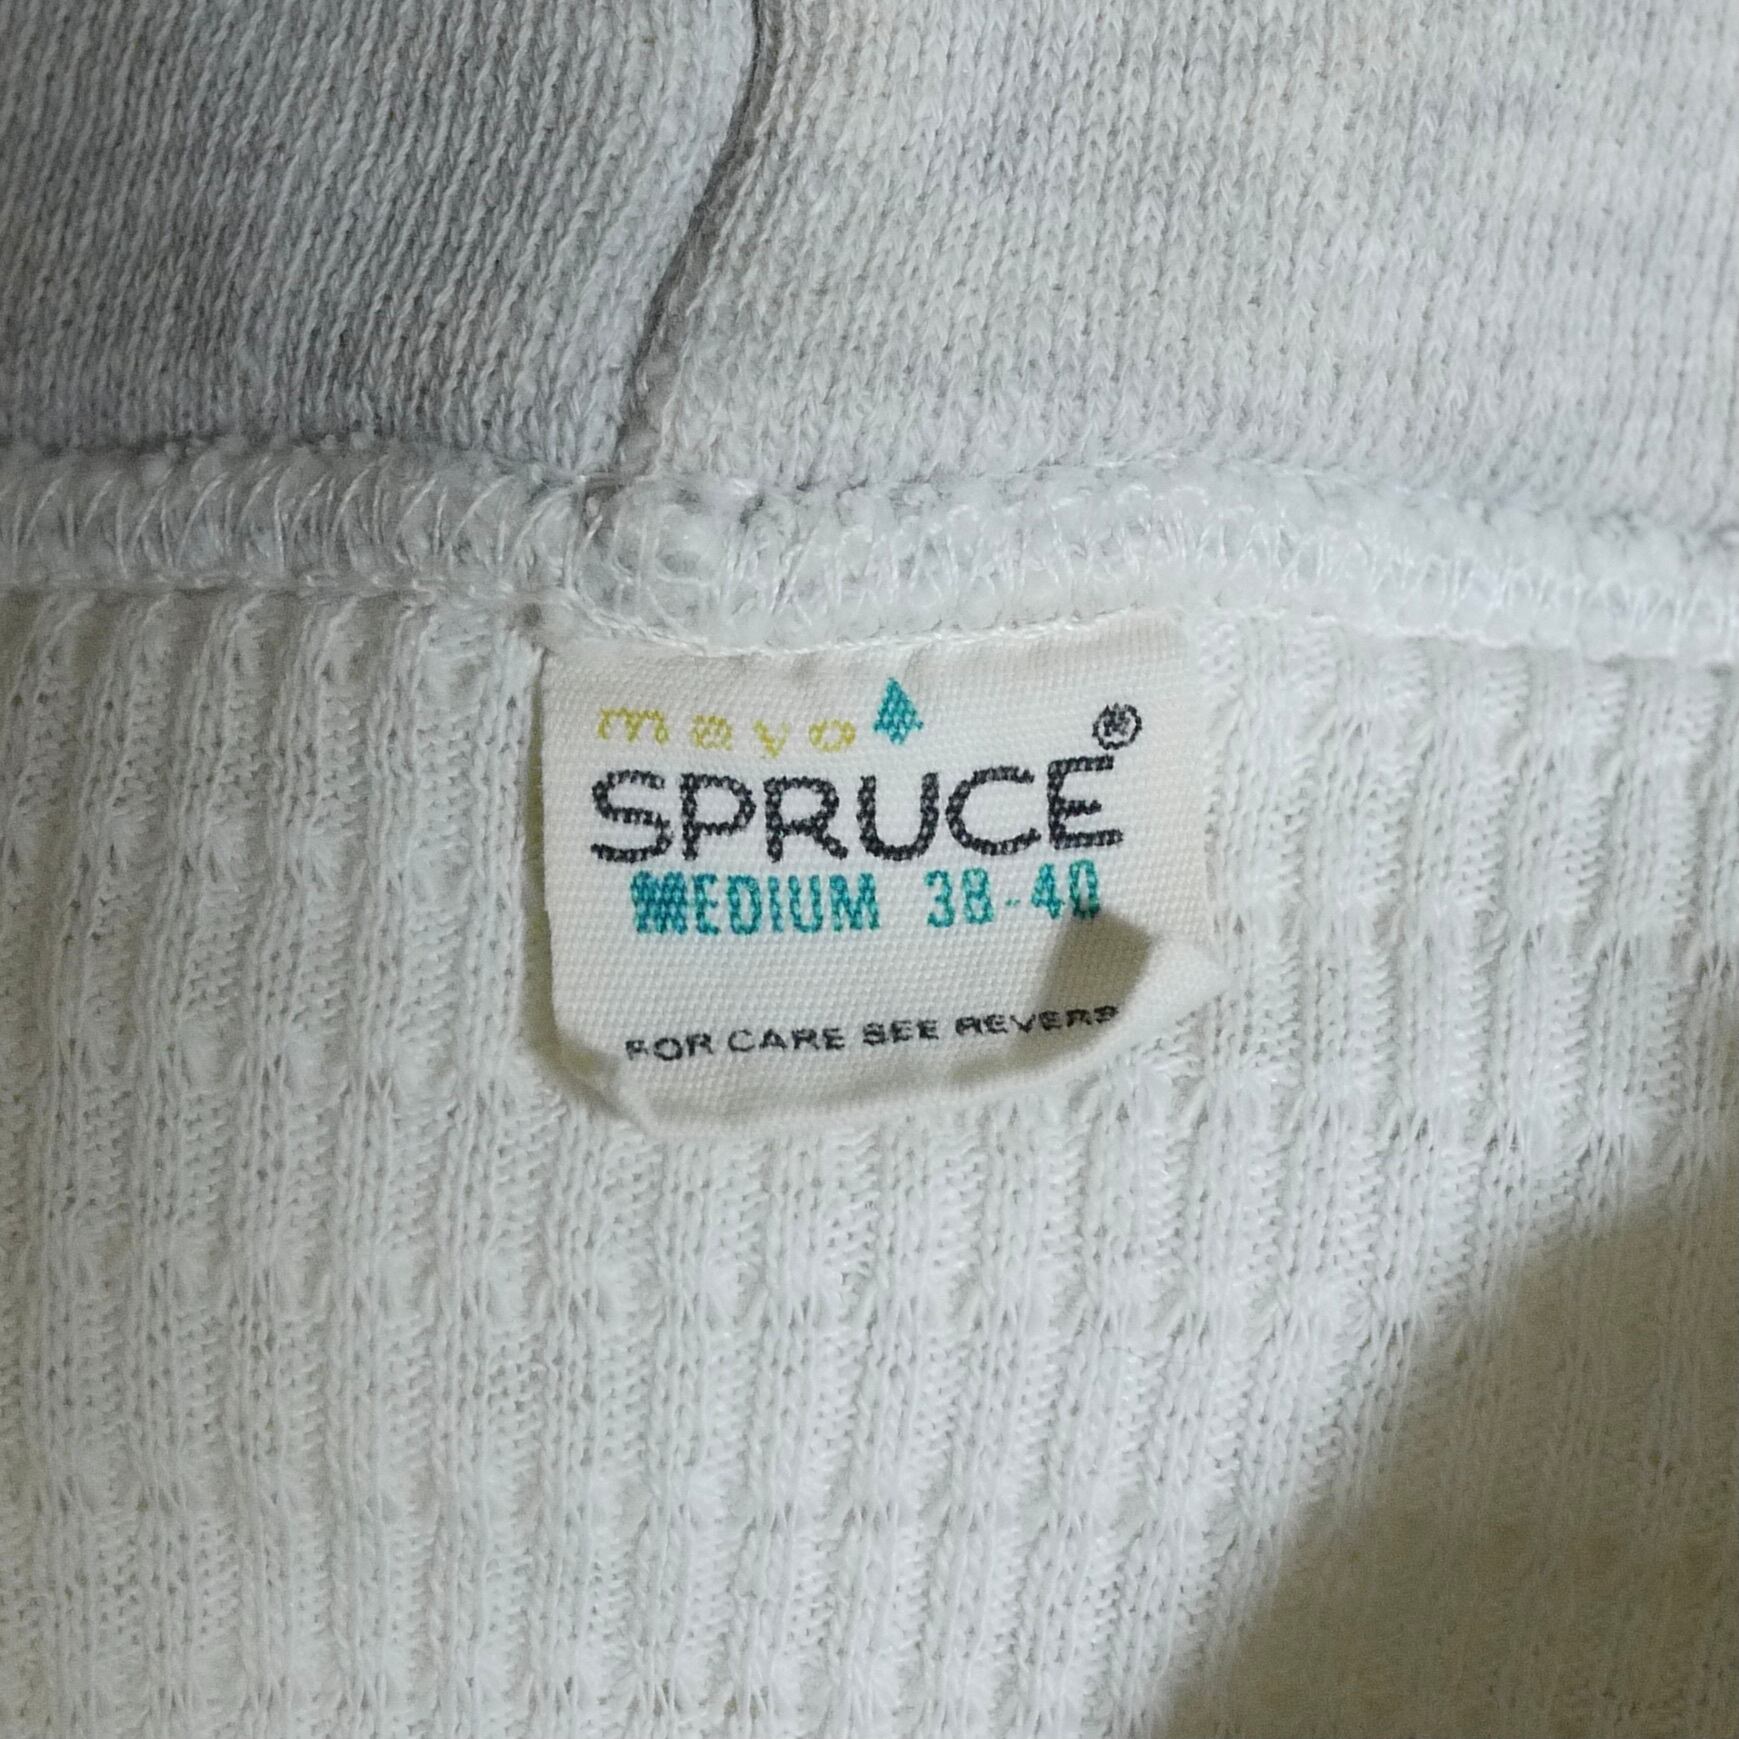 mayo
SPRUCE®
MEDIUM 38-40
FOR CARE SEE REVERS